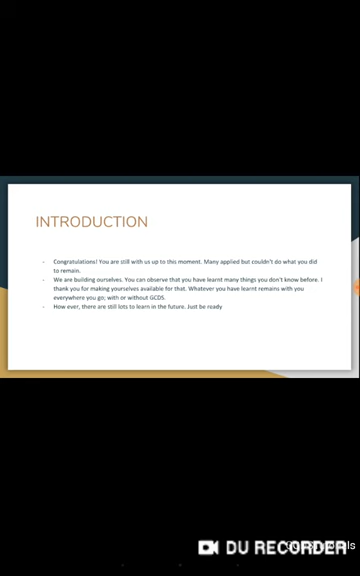 INTRODUCTION
- Congratulations! You are still with us up to this moment. Many applied but couldn't do what you did
to remain.
- We are building ourselves. You can observe that you have learnt many things you don't know before. I
thank you for making yourselves available for that. Whatever you have learnt remains with you
everywhere you go; with or without GCDS.
- How ever, there are still lots to learn in the future. Just be ready
DU RECORDER